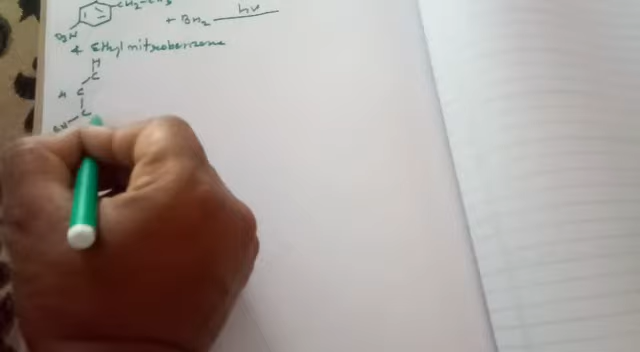 CH₂-CH₃
O₂N + Br₂ hν
4 Ethyl nitrobenzene
H
C
H C
C